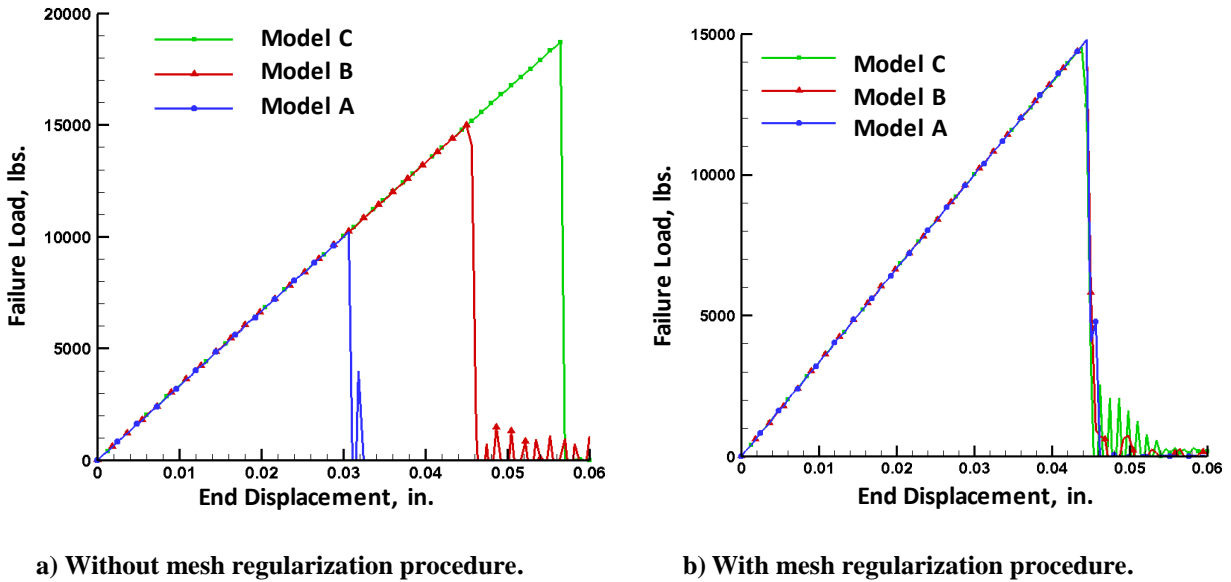 20000
15000
10000
5000
0
Failure Load, lbs.
Model C
Model B
Model A
0 0.01 0.02 0.03 0.04 0.05 0.06
End Displacement, in.
a) Without mesh regularization procedure.
15000
10000
5000
0
Failure Load, lbs.
Model C
Model B
Model A
0 0.01 0.02 0.03 0.04 0.05 0.06
End Displacement, in.
b) With mesh regularization procedure.